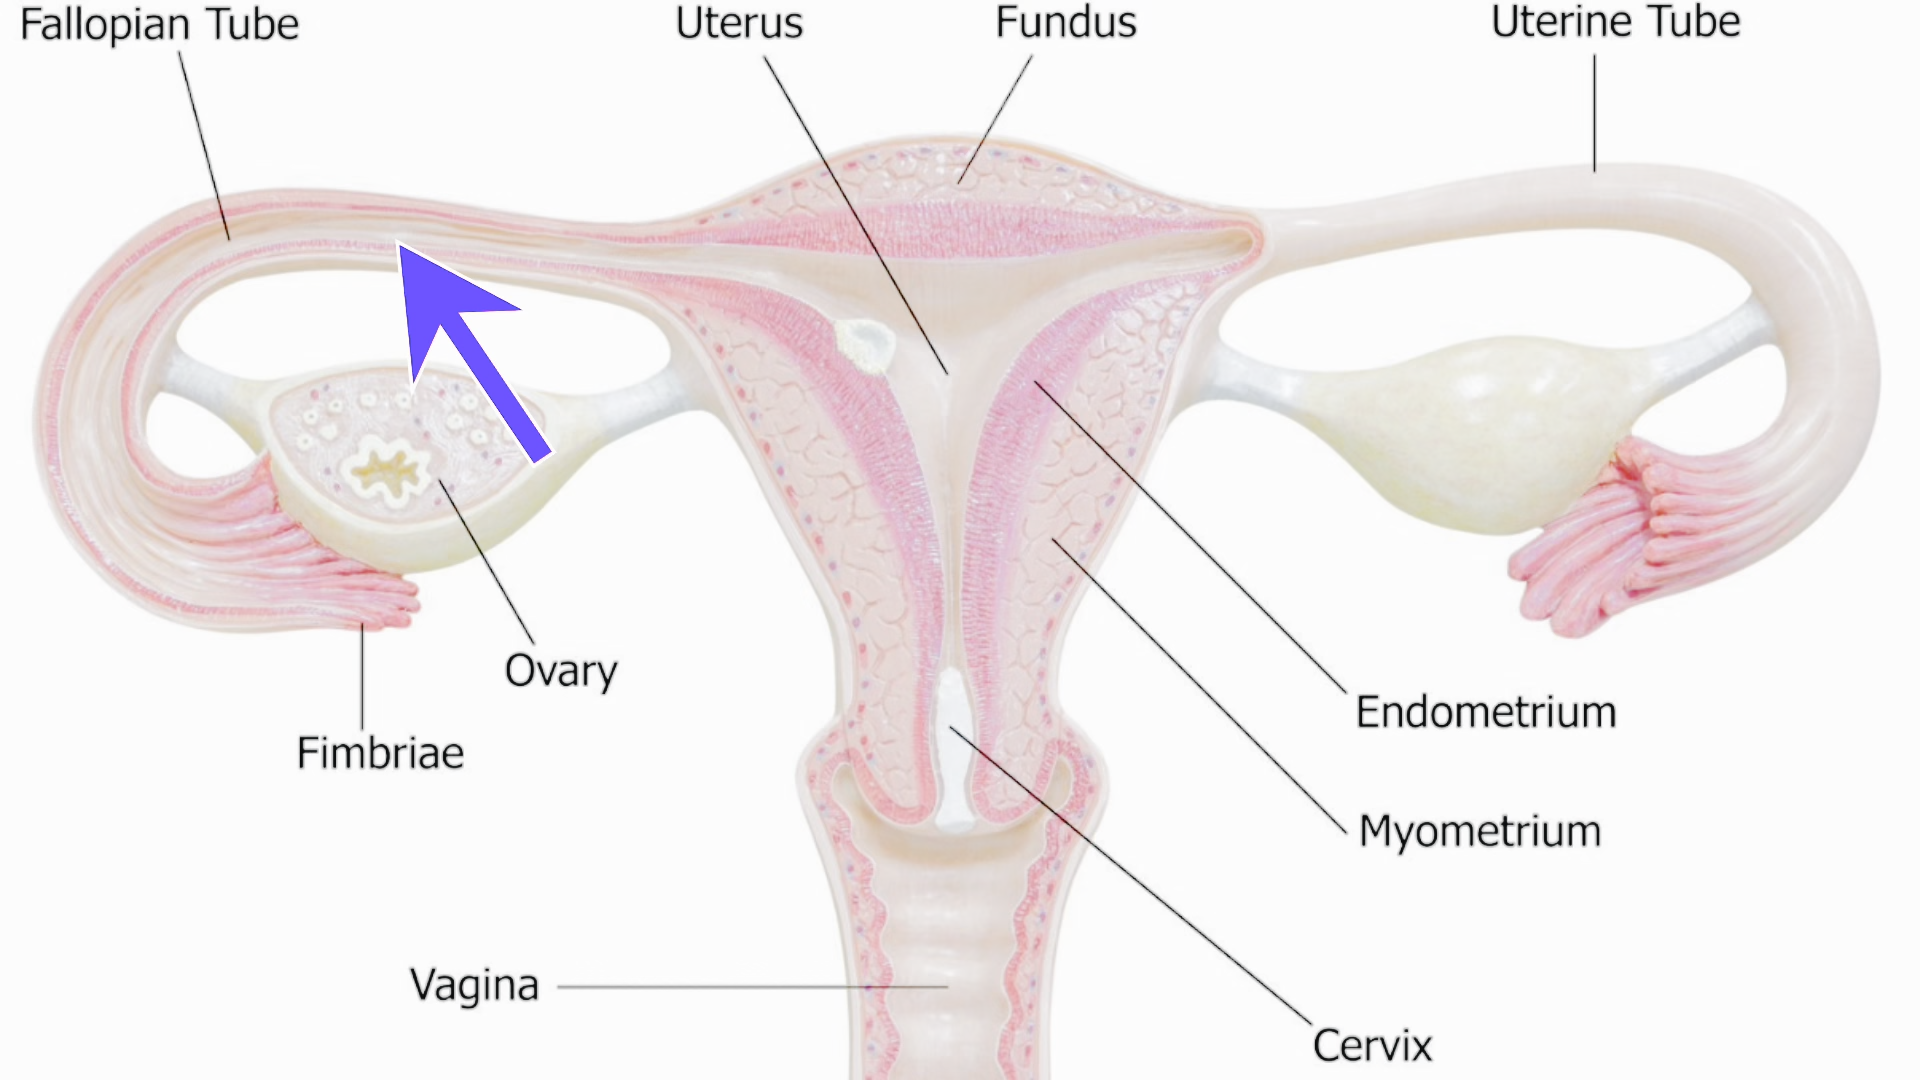 Fallopian Tube
Uterus
Fundus
Uterine Tube
Ovary
Fimbriae
Endometrium
Myometrium
Vagina
Cervix